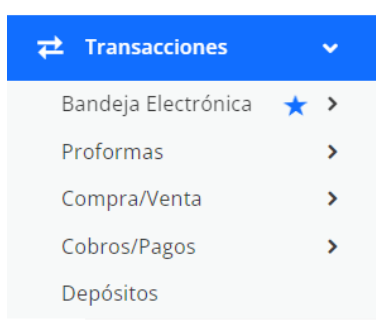 Transacciones
Bandeja Electrónica
Proformas
Compra/Venta
Cobros/Pagos
Depósitos